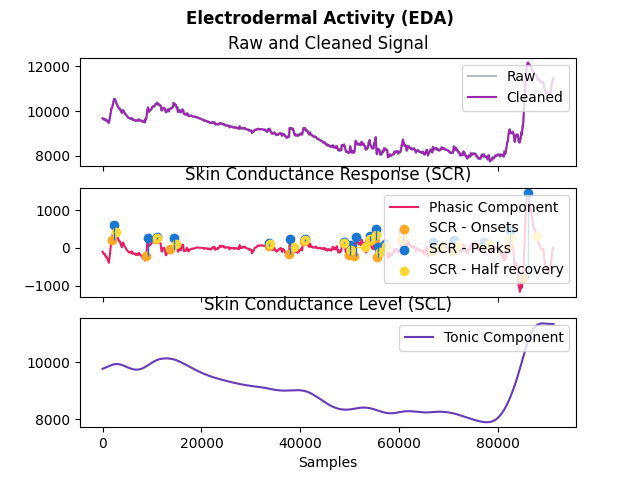 Electrodermal Activity (EDA)
Raw and Cleaned Signal
12000
10000
8000
Raw
Cleaned
Skin Conductance Response (SCR)
1000
0
−1000
Phasic Component
SCR - Onsets
SCR - Peaks
SCR - Half recovery
Skin Conductance Level (SCL)
10000
8000
Tonic Component
0 20000 40000 60000 80000
Samples